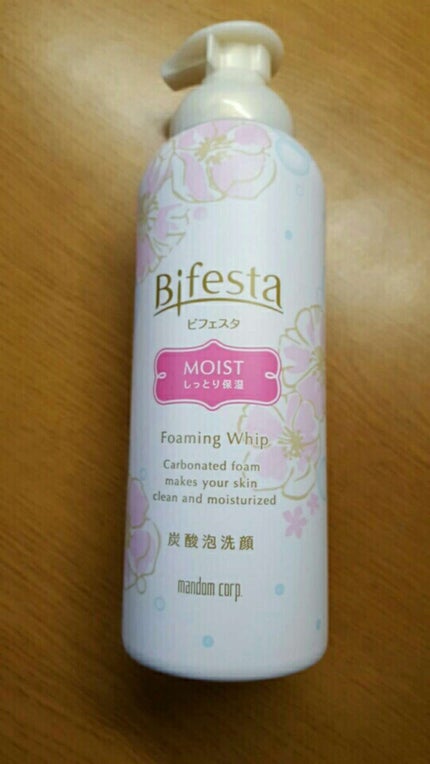 Bifesta
ビフェスタ
MOIST
しっとり保湿
Foaming Whip
Carbonated foam
makes your skin
clean and moisturized
炭酸泡洗顔
mandom corp.